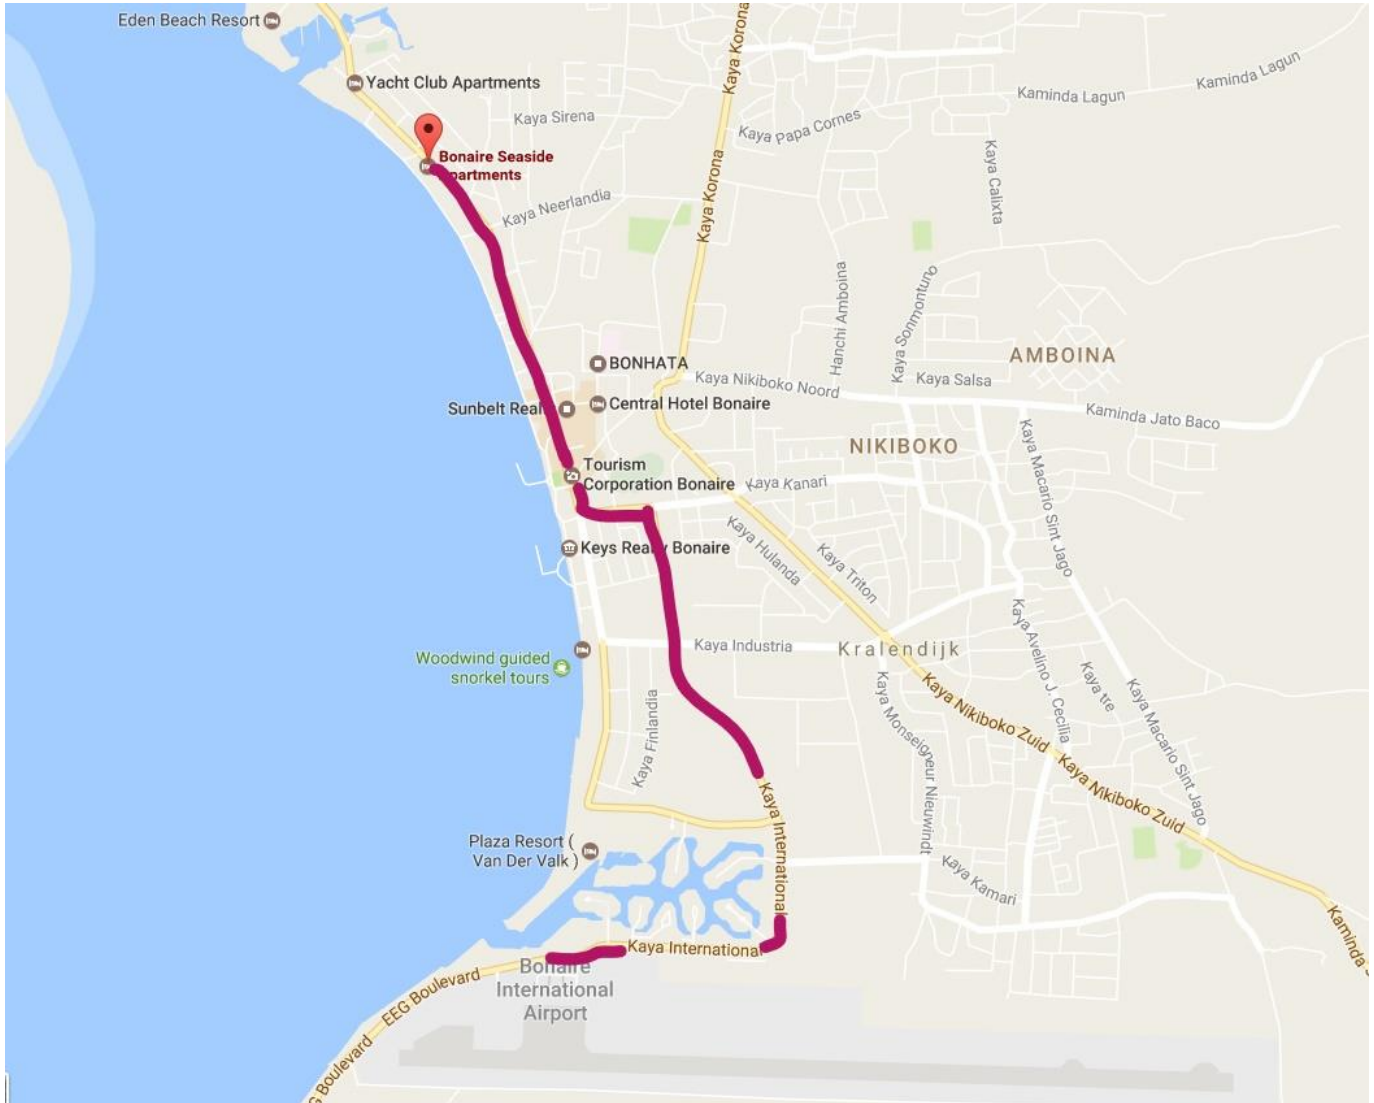 Eden Beach Resort
Yacht Club Apartments
Kaya Sirena
Kaya Korona
Kaya Papa Cornes
Kaminda Lagun
Kaminda Lagun
Bonaire Seaside
Apartments
Kaya Neerlandia
Kaya Korona
Kaya Calixta
Hanchi Amboina
Kaya Sonmontuno
AMBOINA
BONHATA
Kaya Nikiboko Noord
Kaya Salsa
Sunbelt Realty
Central Hotel Bonaire
Kaminda Jato Baco
NIKIBOKO
Tourism
Corporation Bonaire
Kaya Kanari
Kaya Macario Sint Jago
Keys Realty Bonaire
Kaya Hulanda
Kaya Triton
Kaya Industria
Kralendijk
Woodwind guided
snorkel tours
Kaya Finlandia
Kaya Monseigneur Nieuwindt
Kaya Avelino J. Cecilia
Kaya tre
Kaya Macario Sint Jago
Kaya Nikiboko Zuid
Kaya Nikiboko Zuid
Kaya International
Plaza Resort (
Van Der Valk )
Kaya Kamari
Kaya International
Kaminda
Bonaire
International
Airport
EEG Boulevard
G Boulevard